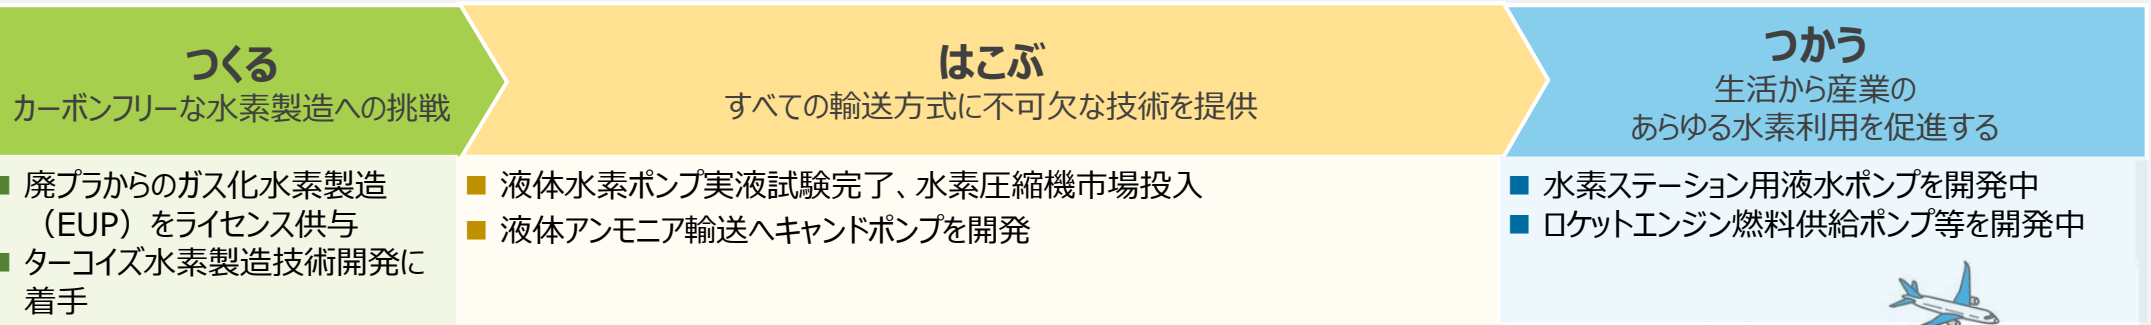 つくる
カーボンフリーな水素製造への挑戦
■ 廃プラからのガス化水素製造
（EUP）をライセンス供与
■ ターコイズ水素製造技術開発に
着手
はこぶ
すべての輸送方式に不可欠な技術を提供
■ 液体水素ポンプ実液試験完了、水素圧縮機市場投入
■ 液体アンモニア輸送へキャンドポンプを開発
つかう
生活から産業の
あらゆる水素利用を促進する
■ 水素ステーション用液水ポンプを開発中
■ ロケットエンジン燃料供給ポンプ等を開発中